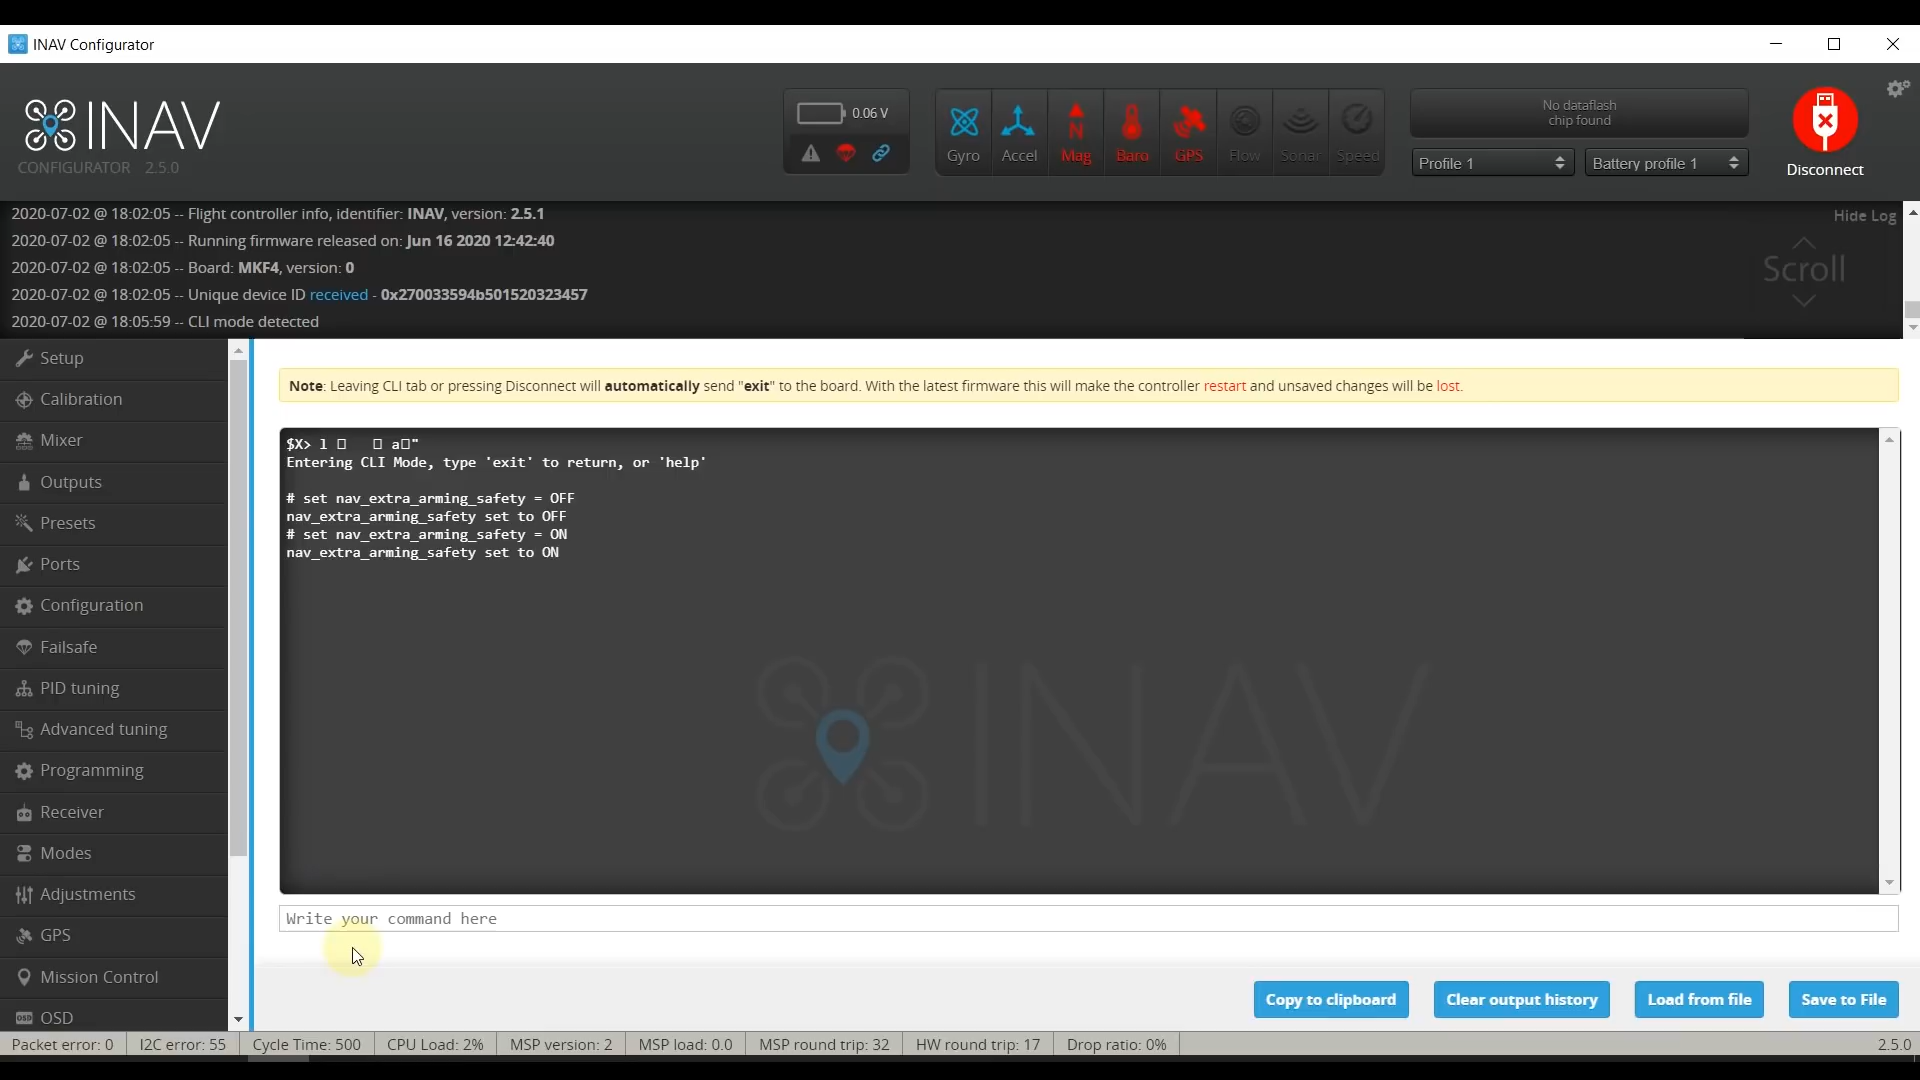 INAV Configurator
INAV
CONFIGURATOR 2.5.0
0.06 V
Gyro
Accel
Mag
Baro
GPS
Flow
Sonar
Speed
No dataflash
chip found
Profile 1
Battery profile 1
Disconnect
2020-07-02 @ 18:02:05 -- Flight controller info, identifier: INAV, version: 2.5.1
2020-07-02 @ 18:02:05 -- Running firmware released on: Jun 16 2020 12:42:40
2020-07-02 @ 18:02:05 -- Board: MKF4, version: 0
2020-07-02 @ 18:02:05 -- Unique device ID received - 0x270033594b501520323457
2020-07-02 @ 18:05:59 -- CLI mode detected
Hide Log
Scroll
Setup
Calibration
Mixer
Outputs
Presets
Ports
Configuration
Failsafe
PID tuning
Advanced tuning
Programming
Receiver
Modes
Adjustments
GPS
Mission Control
OSD
Note: Leaving CLI tab or pressing Disconnect will automatically send "exit" to the board. With the latest firmware this will make the controller restart and unsaved changes will be lost.
$X> l □ □ a□"
Entering CLI Mode, type 'exit' to return, or 'help'
# set nav_extra_arming_safety = OFF
nav_extra_arming_safety set to OFF
# set nav_extra_arming_safety = ON
nav_extra_arming_safety set to ON
INAV
Write your command here
Copy to clipboard
Clear output history
Load from file
Save to File
Packet error: 0
I2C error: 55
Cycle Time: 500
CPU Load: 2%
MSP version: 2
MSP load: 0.0
MSP round trip: 32
HW round trip: 17
Drop ratio: 0%
2.5.0